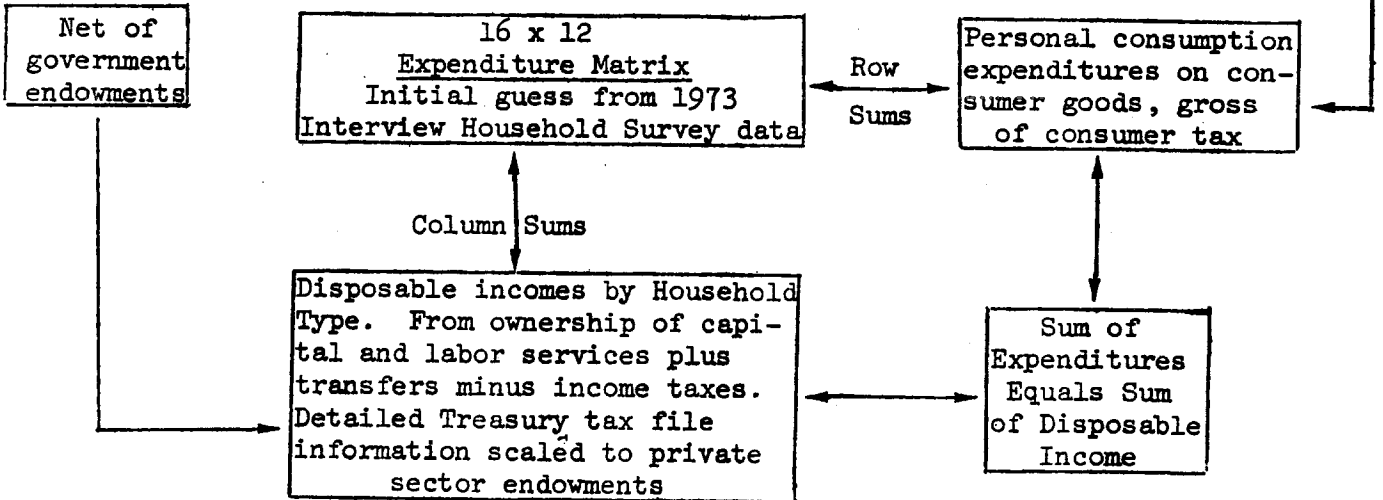 Net of
government
endowments
16 x 12
Expenditure Matrix
Initial guess from 1973
Interview Household Survey data
Row
Sums
Personal consumption
expenditures on con-
sumer goods, gross
of consumer tax
Column Sums
Disposable incomes by Household
Type. From ownership of capi-
tal and labor services plus
transfers minus income taxes.
Detailed Treasury tax file
information scaled to private
sector endowments
Sum of
Expenditures
Equals Sum
of Disposable
Income